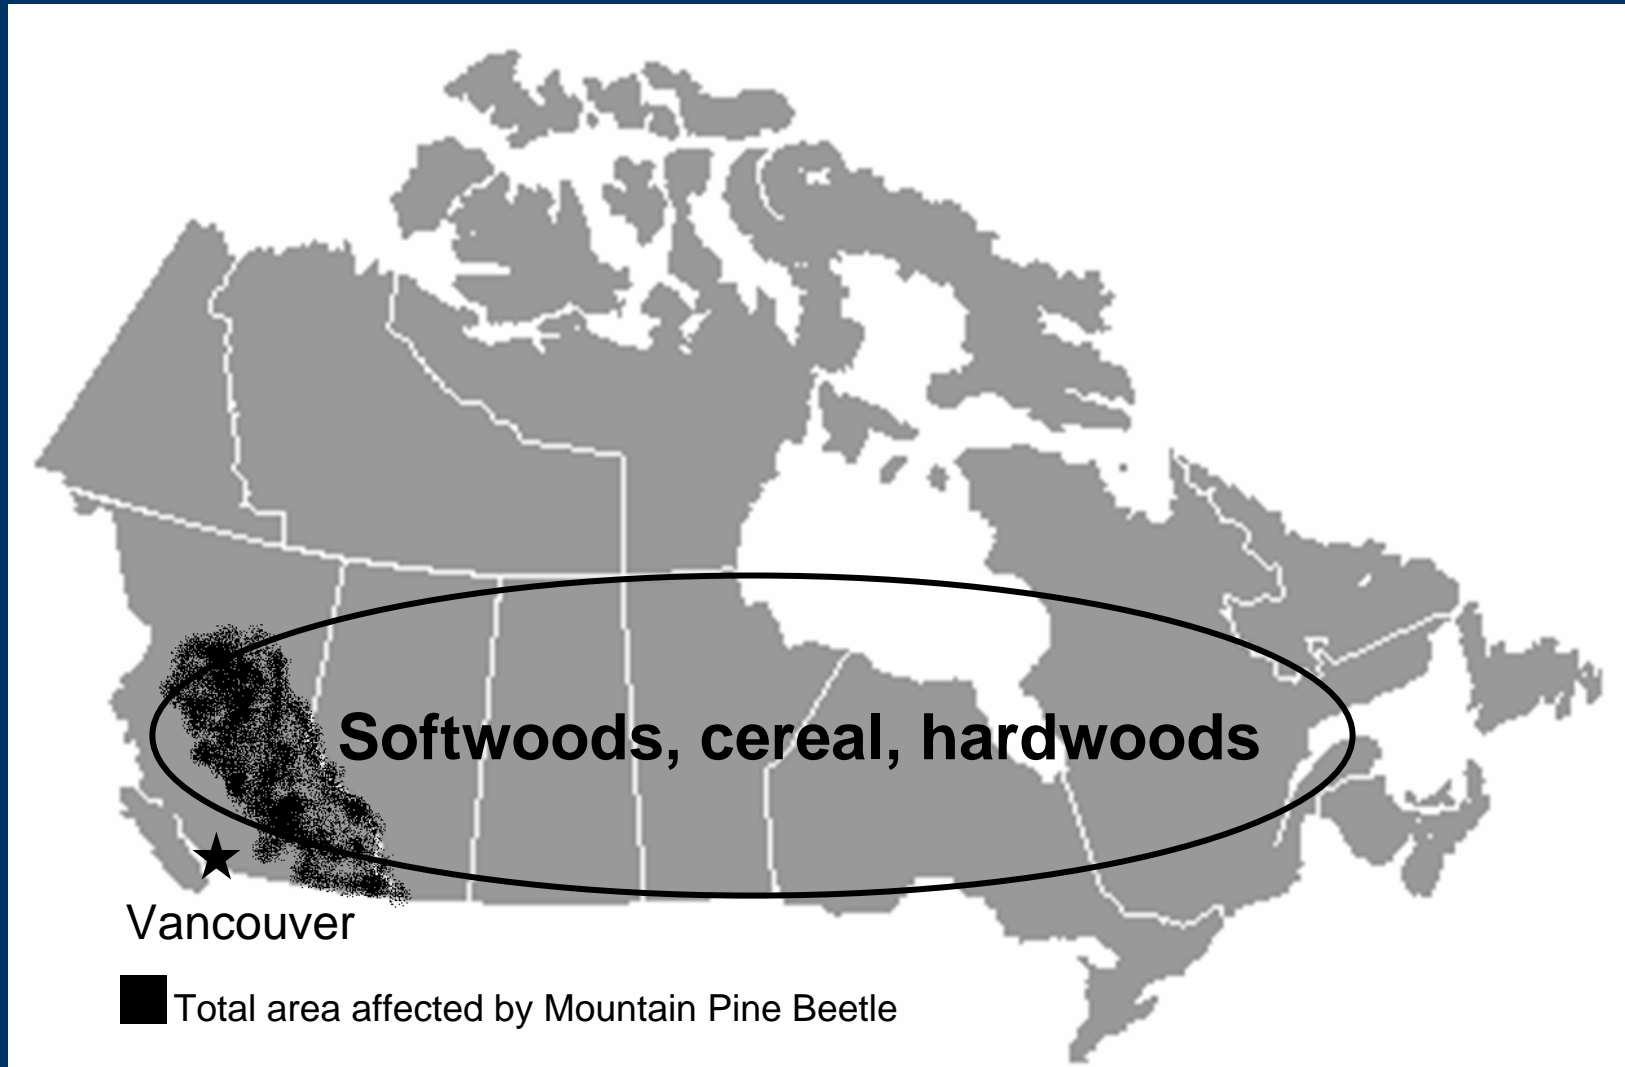 Softwoods, cereal, hardwoods
Vancouver
Total area affected by Mountain Pine Beetle